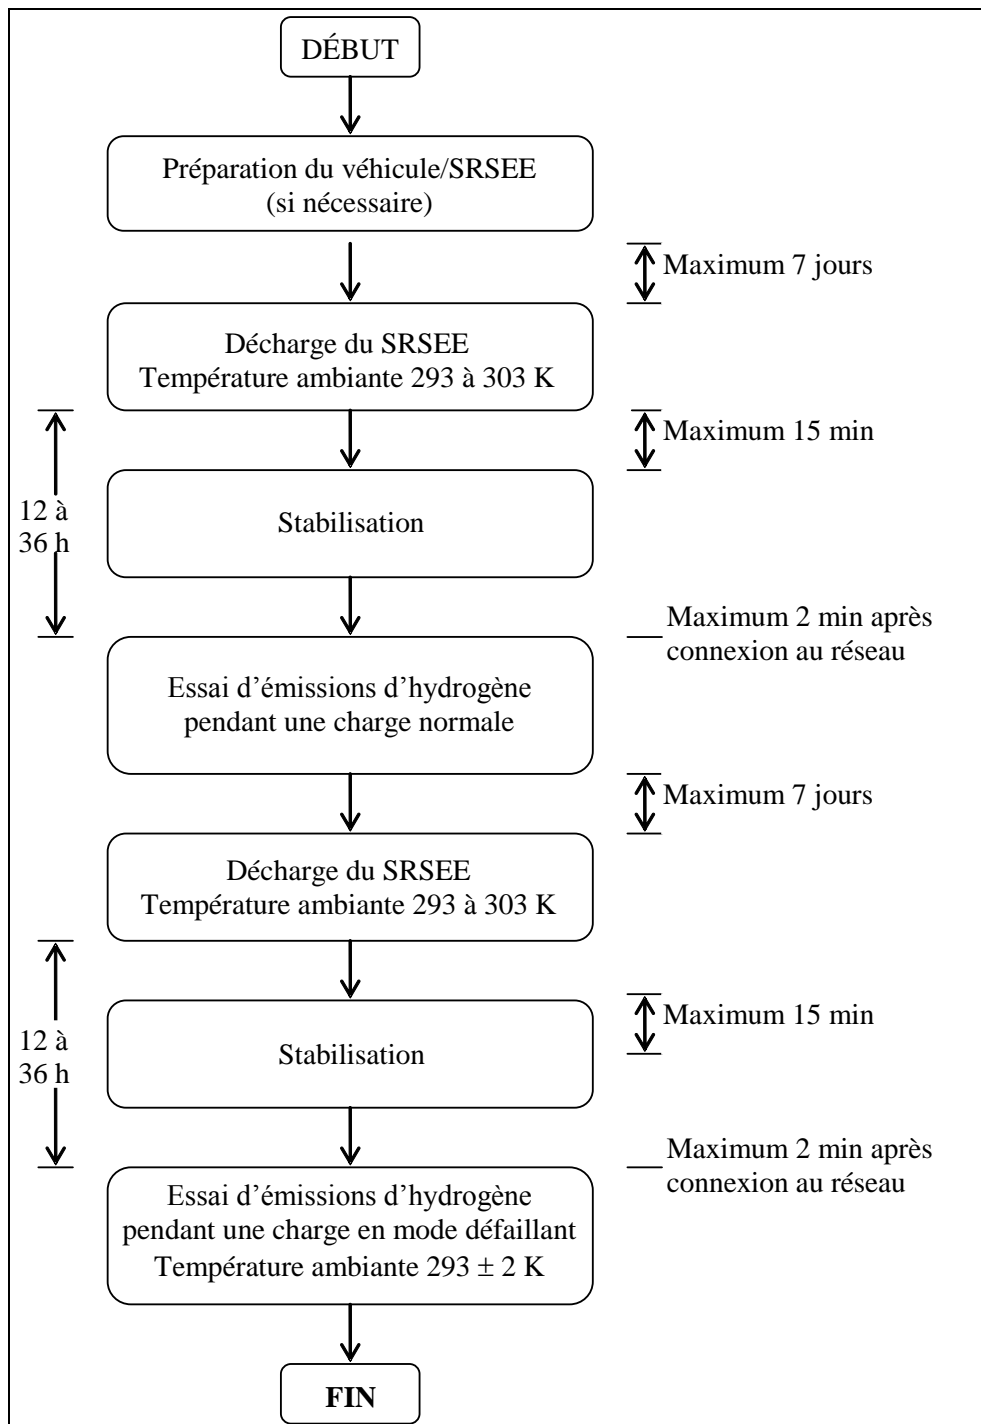 DÉBUT
Préparation du véhicule/SRSEE
(si nécessaire)
Maximum 7 jours
Décharge du SRSEE
Température ambiante 293 à 303 K
Maximum 15 min
12 à
36 h
Stabilisation
Maximum 2 min après
connexion au réseau
Essai d'émissions d'hydrogène
pendant une charge normale
Maximum 7 jours
Décharge du SRSEE
Température ambiante 293 à 303 K
Maximum 15 min
12 à
36 h
Stabilisation
Maximum 2 min après
connexion au réseau
Essai d'émissions d'hydrogène
pendant une charge en mode défaillant
Température ambiante 293 ± 2 K
FIN